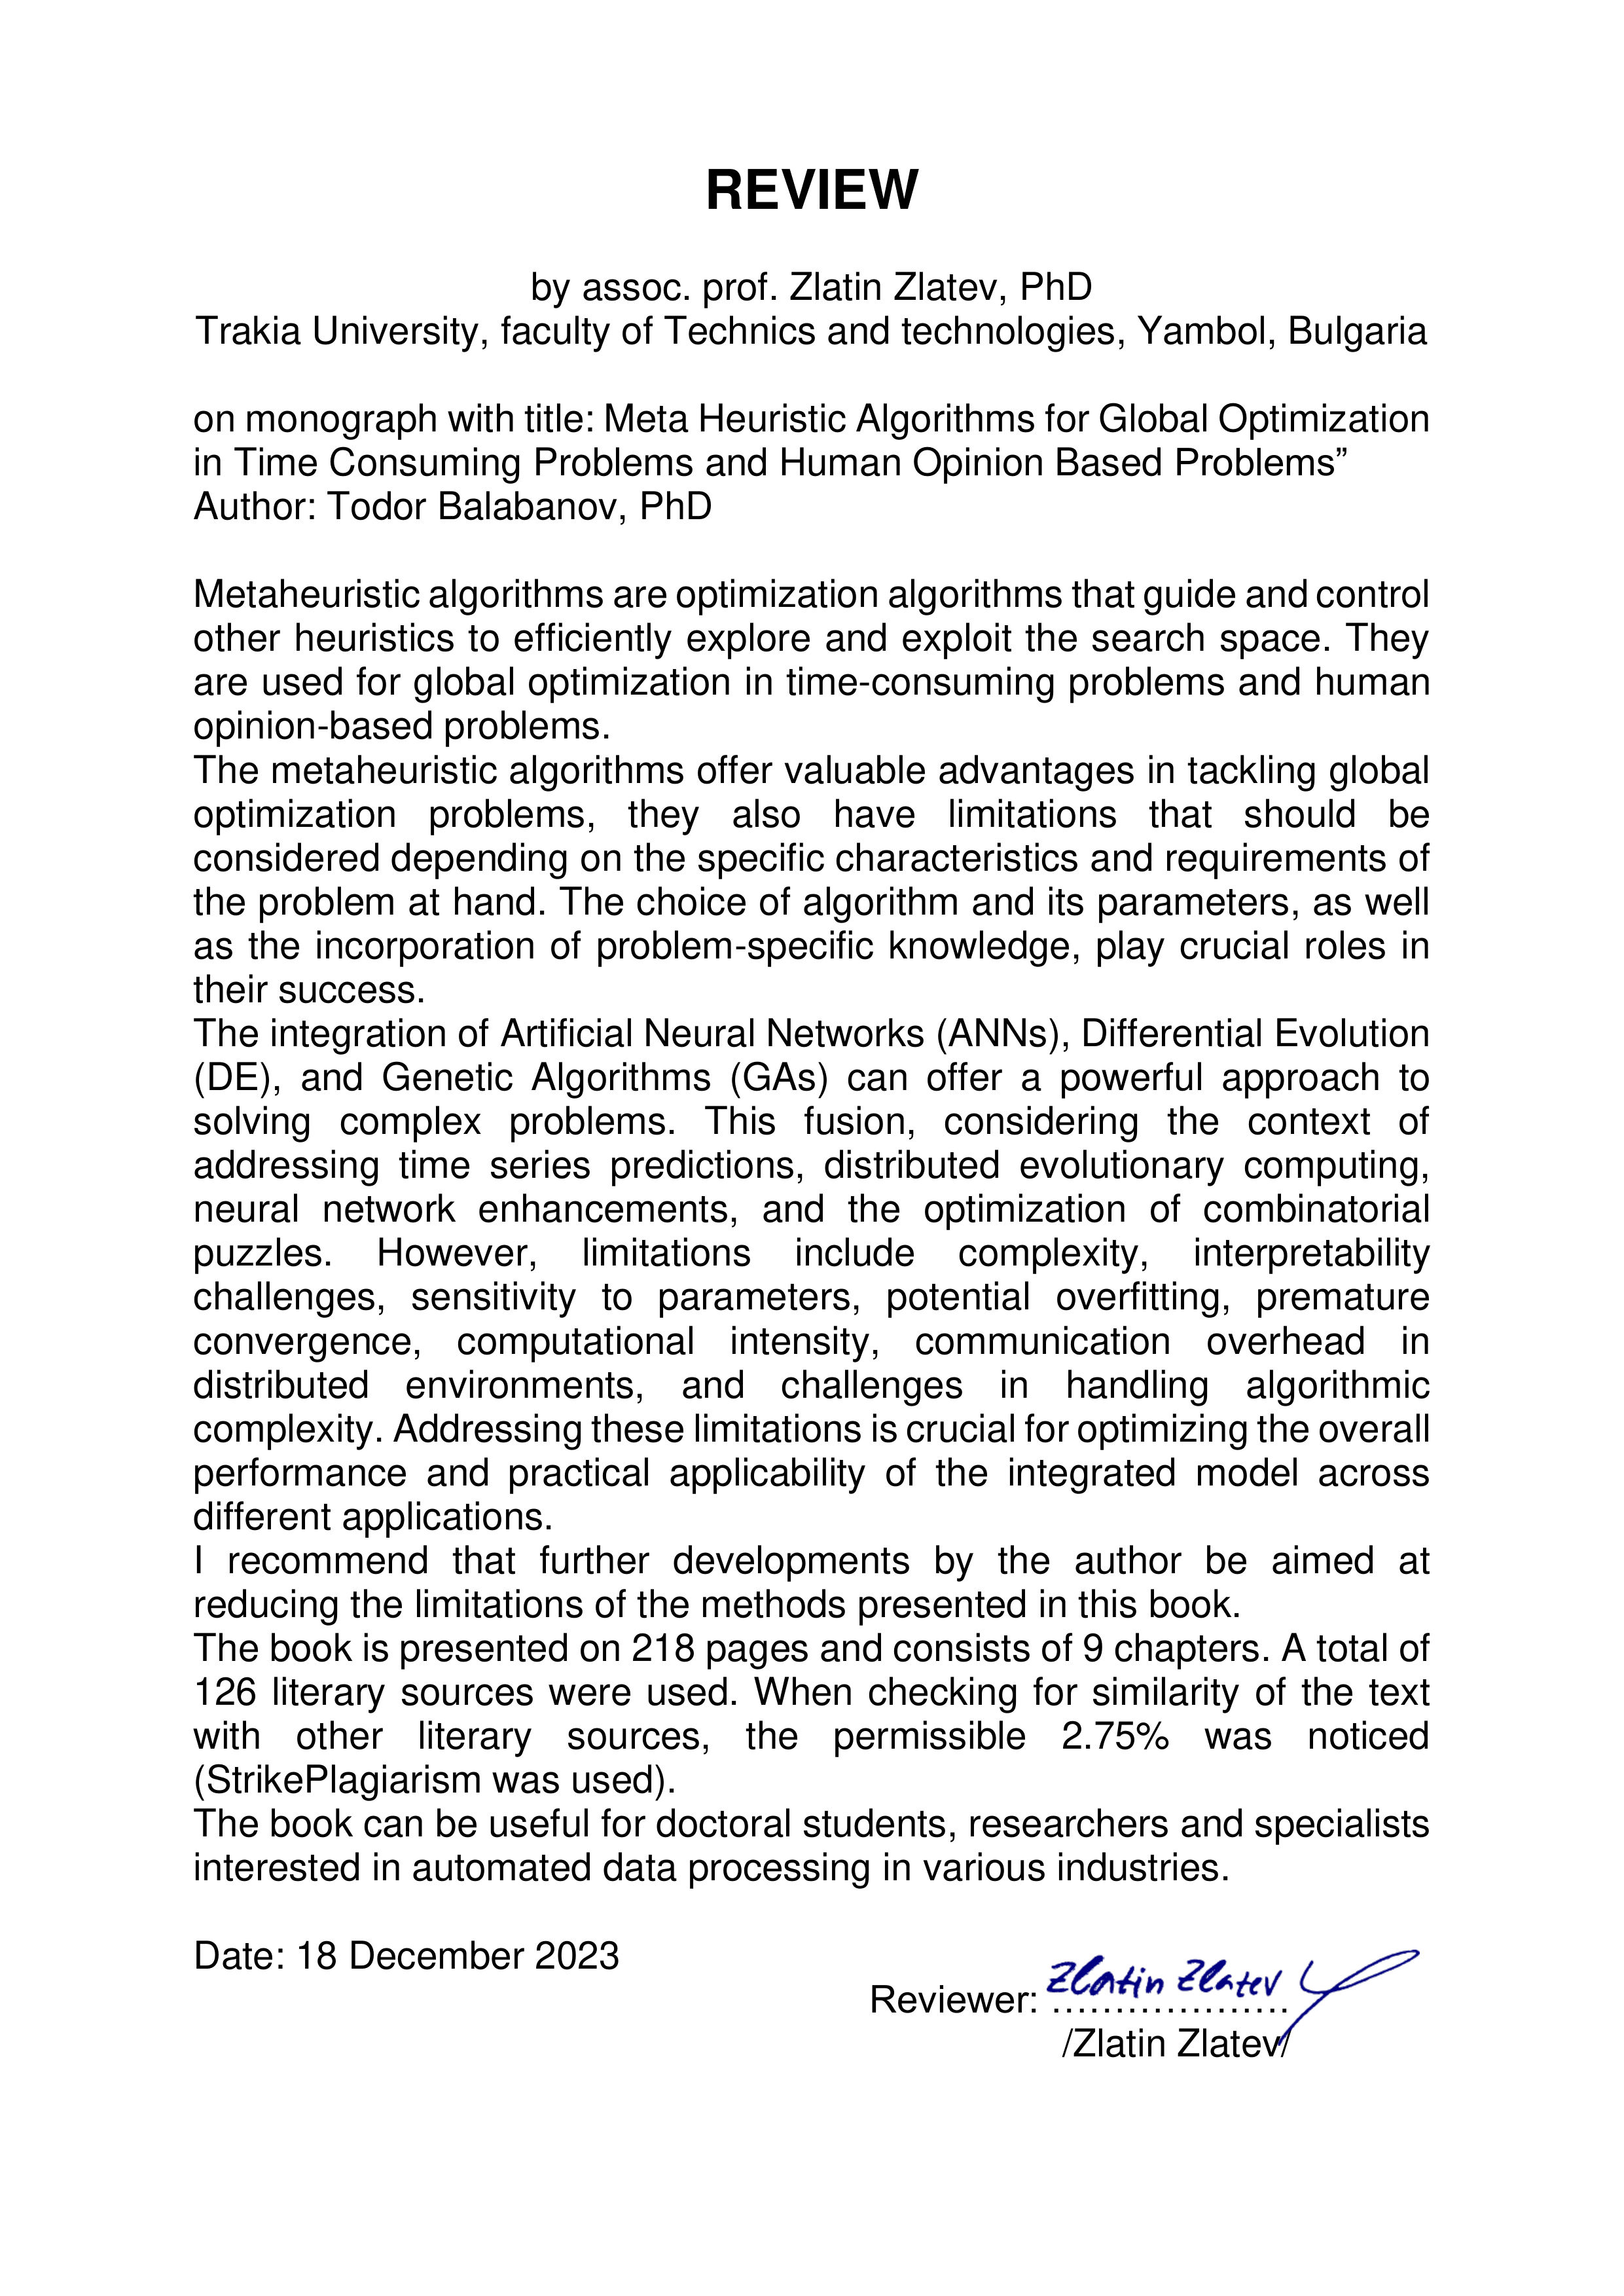 REVIEW
by assoc. prof. Zlatin Zlatev, PhD
Trakia University, faculty of Technics and technologies, Yambol, Bulgaria
on monograph with title: Meta Heuristic Algorithms for Global Optimization
in Time Consuming Problems and Human Opinion Based Problems”
Author: Todor Balabanov, PhD
Metaheuristic algorithms are optimization algorithms that guide and control
other heuristics to efficiently explore and exploit the search space. They
are used for global optimization in time-consuming problems and human
opinion-based problems.
The metaheuristic algorithms offer valuable advantages in tackling global
optimization problems, they also have limitations that should be
considered depending on the specific characteristics and requirements of
the problem at hand. The choice of algorithm and its parameters, as well
as the incorporation of problem-specific knowledge, play crucial roles in
their success.
The integration of Artificial Neural Networks (ANNs), Differential Evolution
(DE), and Genetic Algorithms (GAs) can offer a powerful approach to
solving complex problems. This fusion, considering the context of
addressing time series predictions, distributed evolutionary computing,
neural network enhancements, and the optimization of combinatorial
puzzles. However, limitations include complexity, interpretability
challenges, sensitivity to parameters, potential overfitting, premature
convergence, computational intensity, communication overhead in
distributed environments, and challenges in handling algorithmic
complexity. Addressing these limitations is crucial for optimizing the overall
performance and practical applicability of the integrated model across
different applications.
I recommend that further developments by the author be aimed at
reducing the limitations of the methods presented in this book.
The book is presented on 218 pages and consists of 9 chapters. A total of
126 literary sources were used. When checking for similarity of the text
with other literary sources, the permissible 2.75% was noticed
(StrikePlagiarism was used).
The book can be useful for doctoral students, researchers and specialists
interested in automated data processing in various industries.
Date: 18 December 2023
Zlatin Zlatev
Reviewer: ...................
/Zlatin Zlatev/